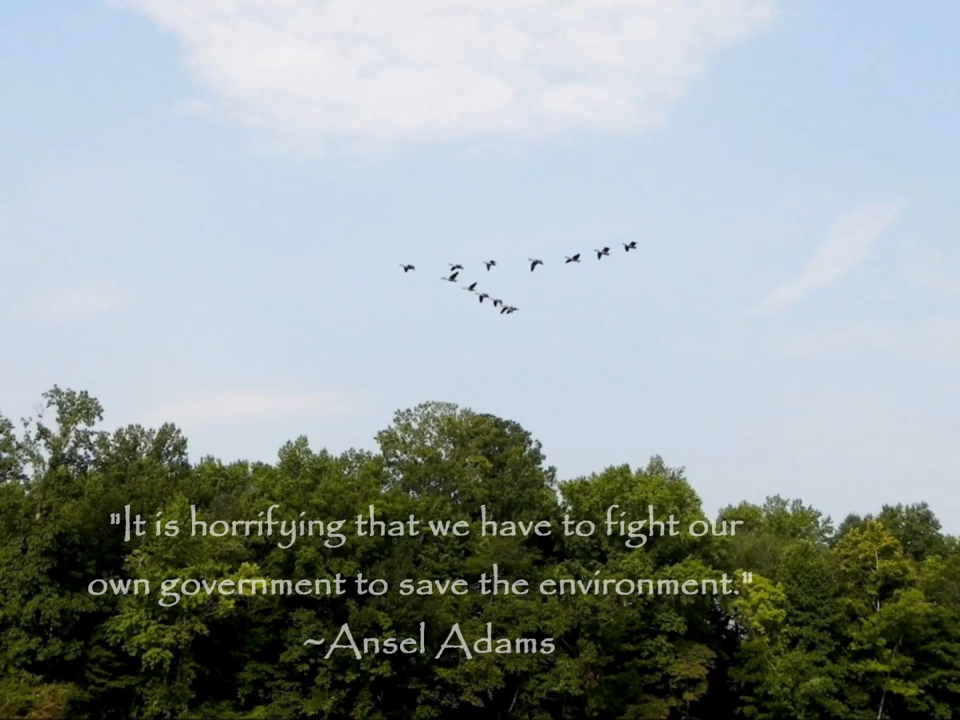 "It is horrifying that we have to fight our
own government to save the environment."
~Ansel Adams